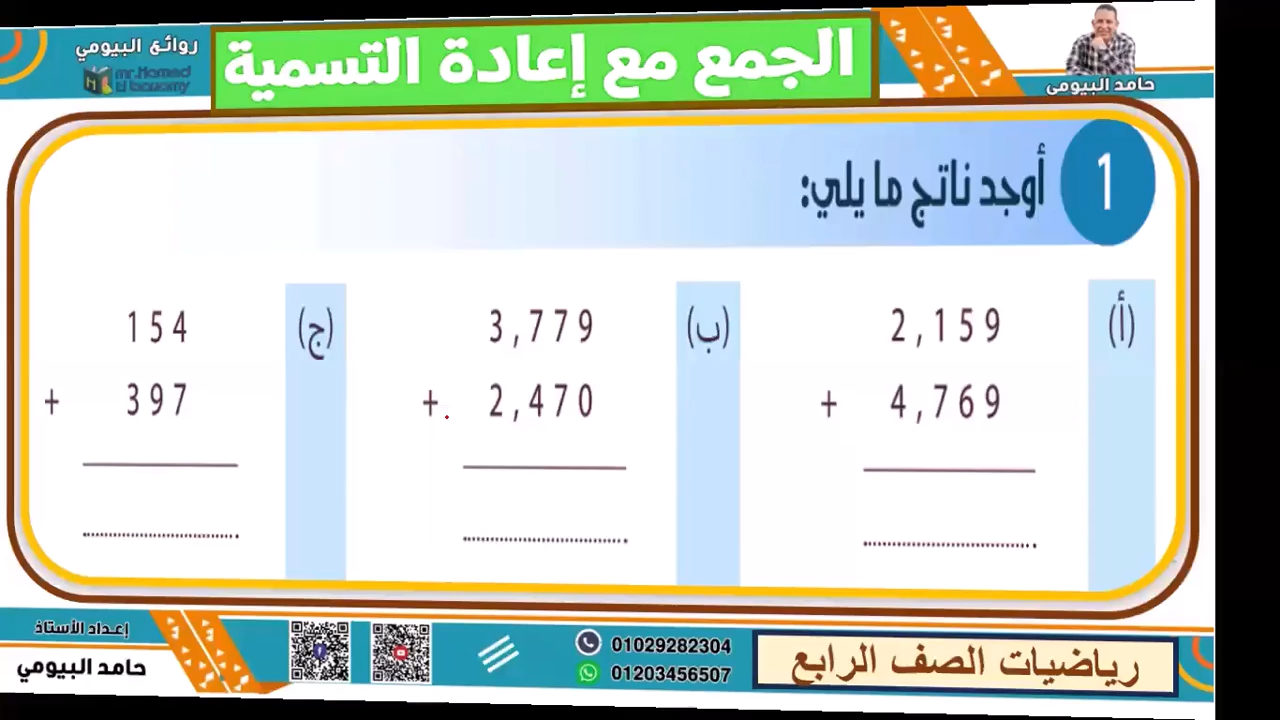 روائع البيومي
mr.Hamed
El bauomy
الجمع مع إعادة التسمية
حامد البيومى
1 أوجد ناتج ما يلي:
(أ)
2,159
+ 4,769
(ب)
3,779
+ 2,470
(ج)
154
+ 397
رياضيات الصف الرابع
01029282304
01203456507
إعداد الأستاذ
حامد البيومي